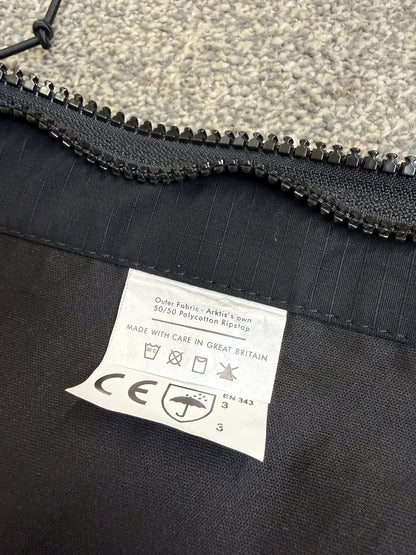 Outer Fabric - Arktis's own
50/50 Polycotton Ripstop
MADE WITH CARE IN GREAT BRITAIN
30
CE
EN 343
3
3